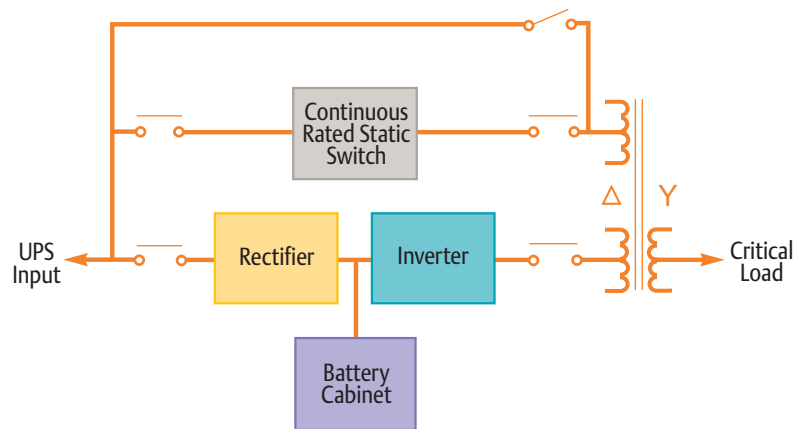 Continuous
Rated Static
Switch
Δ Y
UPS
Input
Rectifier
Inverter
Critical
Load
Battery
Cabinet